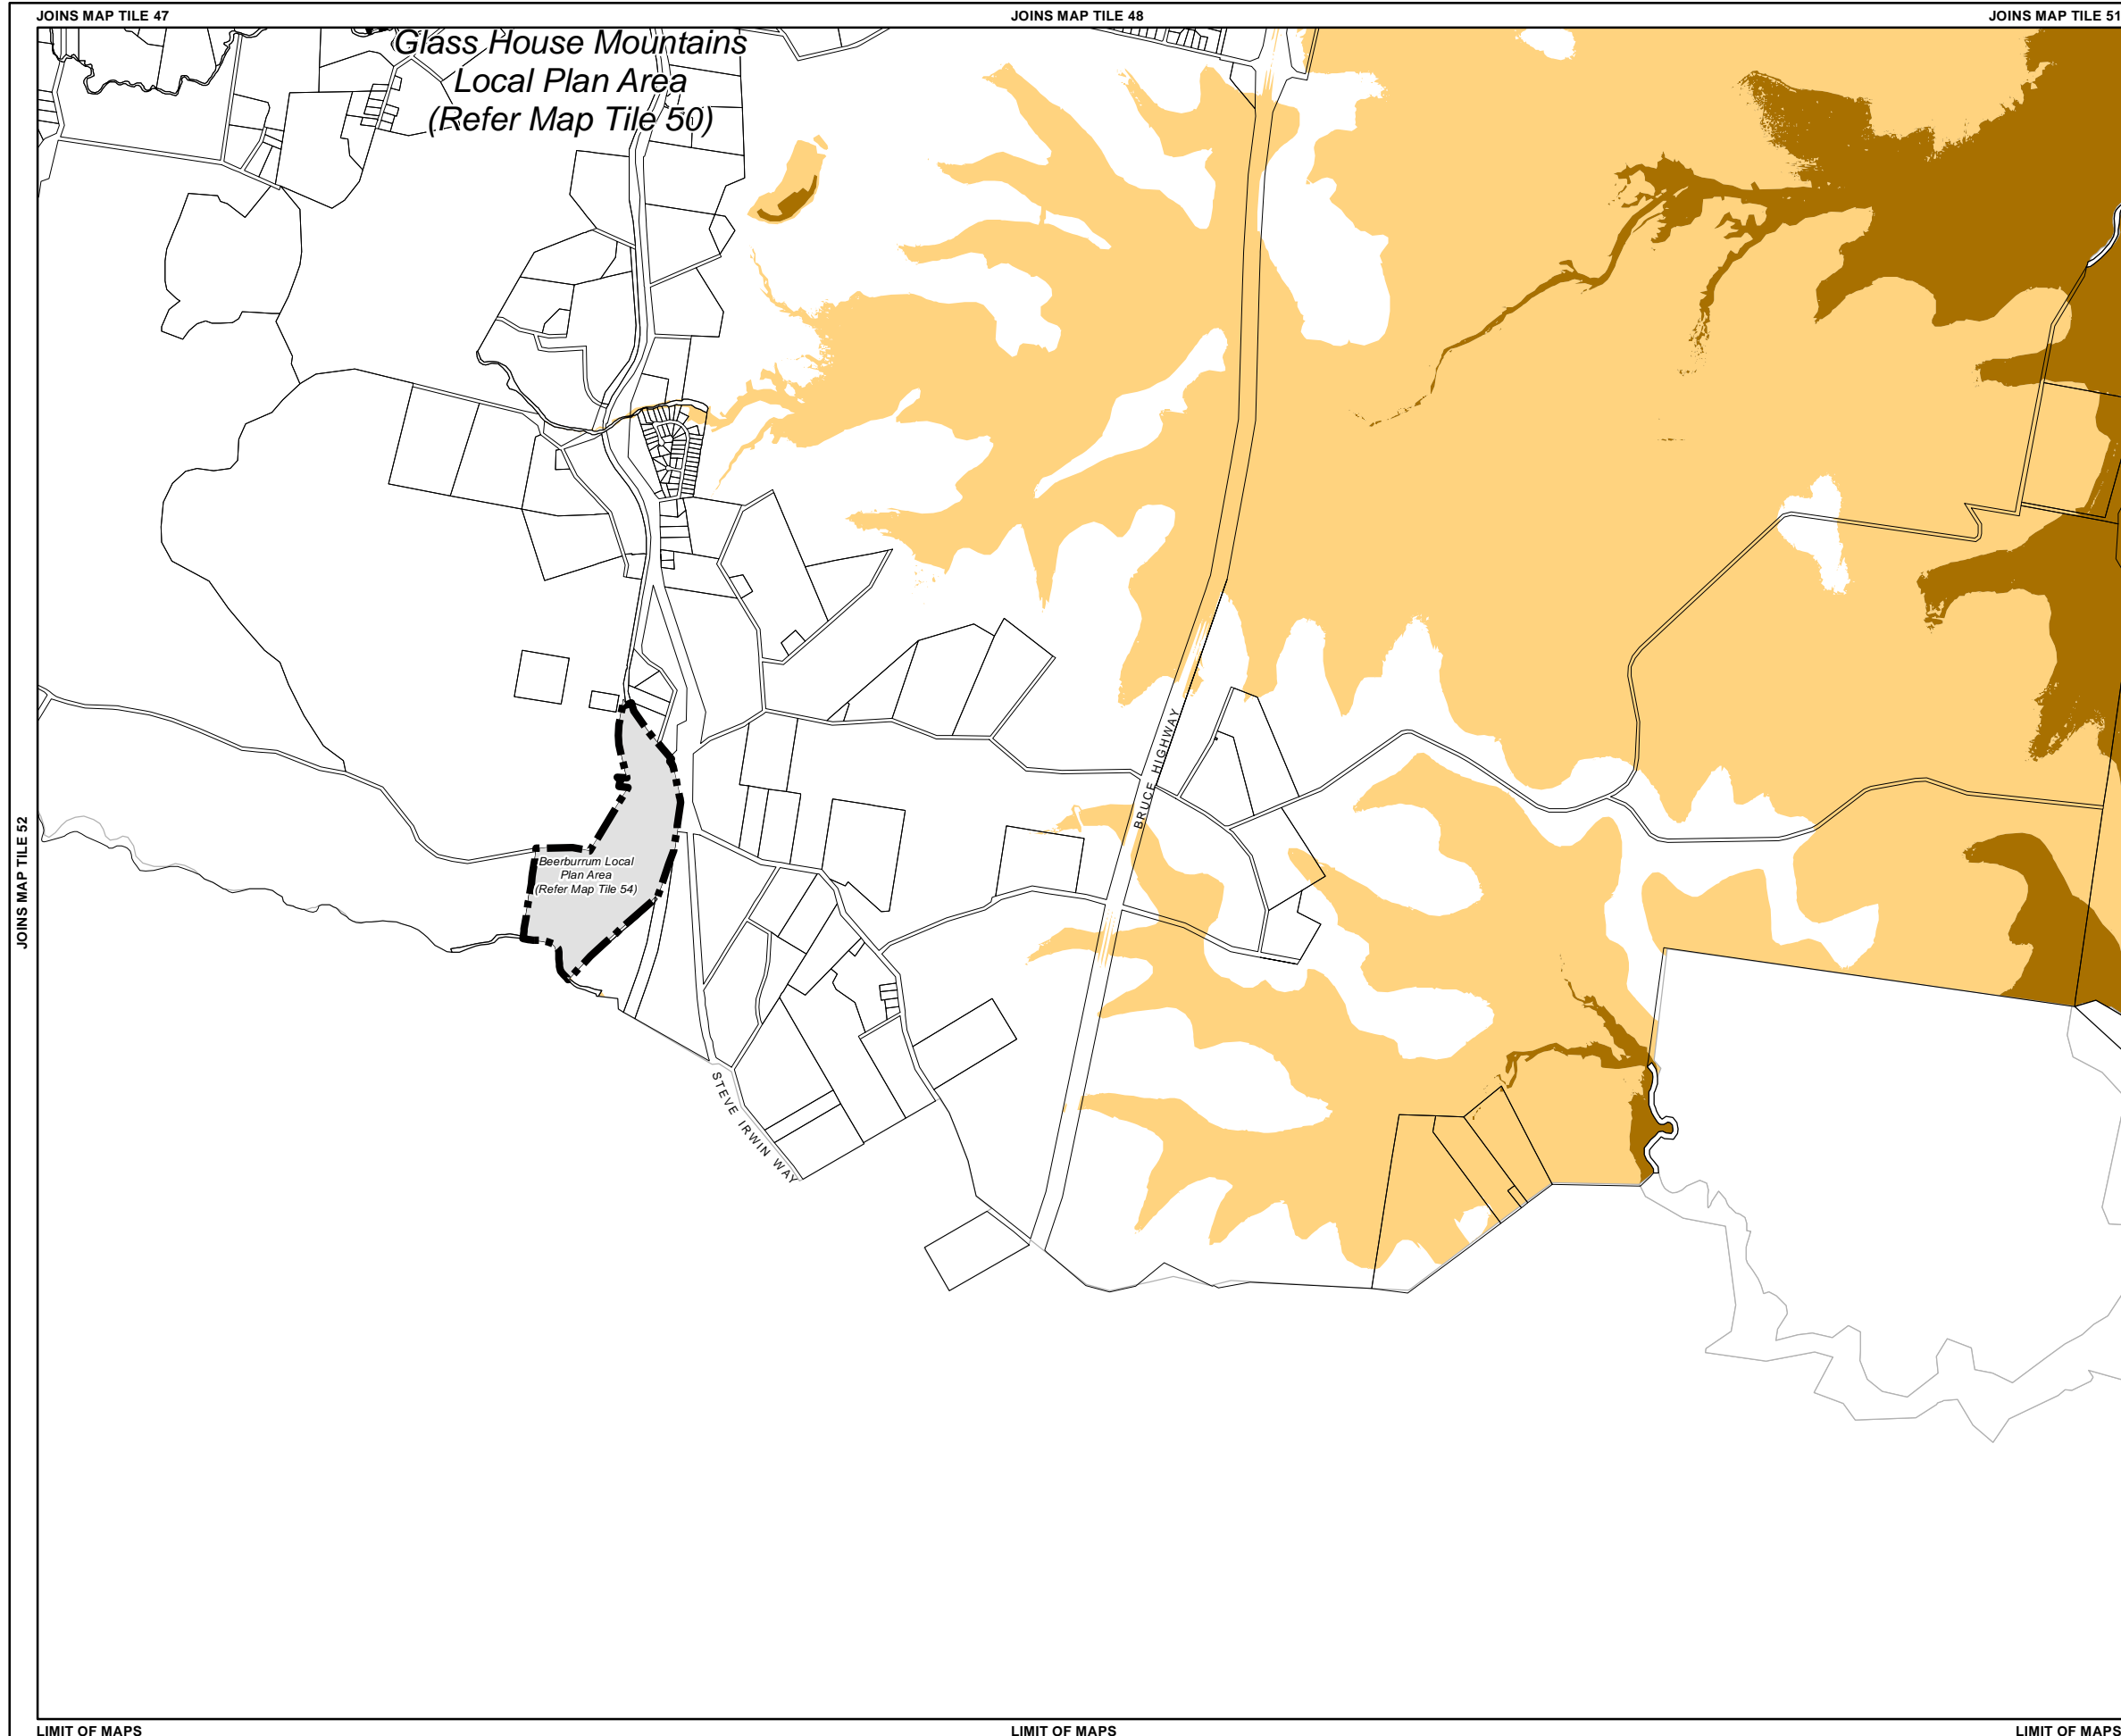 JOINS MAP TILE 47
JOINS MAP TILE 48
JOINS MAP TILE 51
Glass House Mountains
Local Plan Area
(Refer Map Tile 50)
BRUCE HIGHWAY
JOINS MAP TILE 52
Beerburrum Local
Plan Area
(Refer Map Tile 54)
STEVE IRWIN WAY
LIMIT OF MAPS
LIMIT OF MAPS
LIMIT OF MAPS